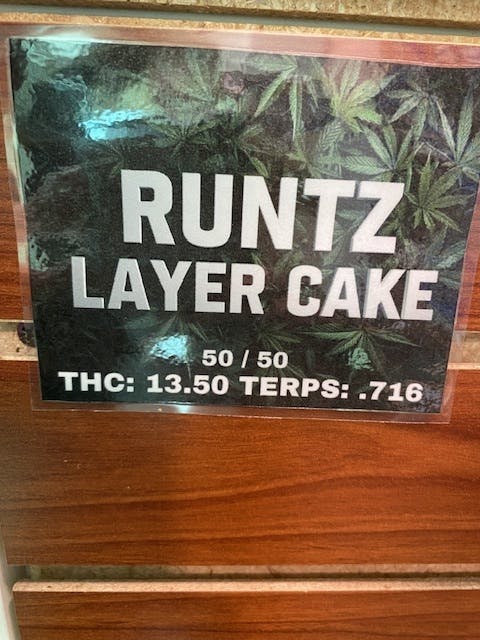 RUNTZ
LAYER CAKE
50 / 50
THC: 13.50 TERPS: .716